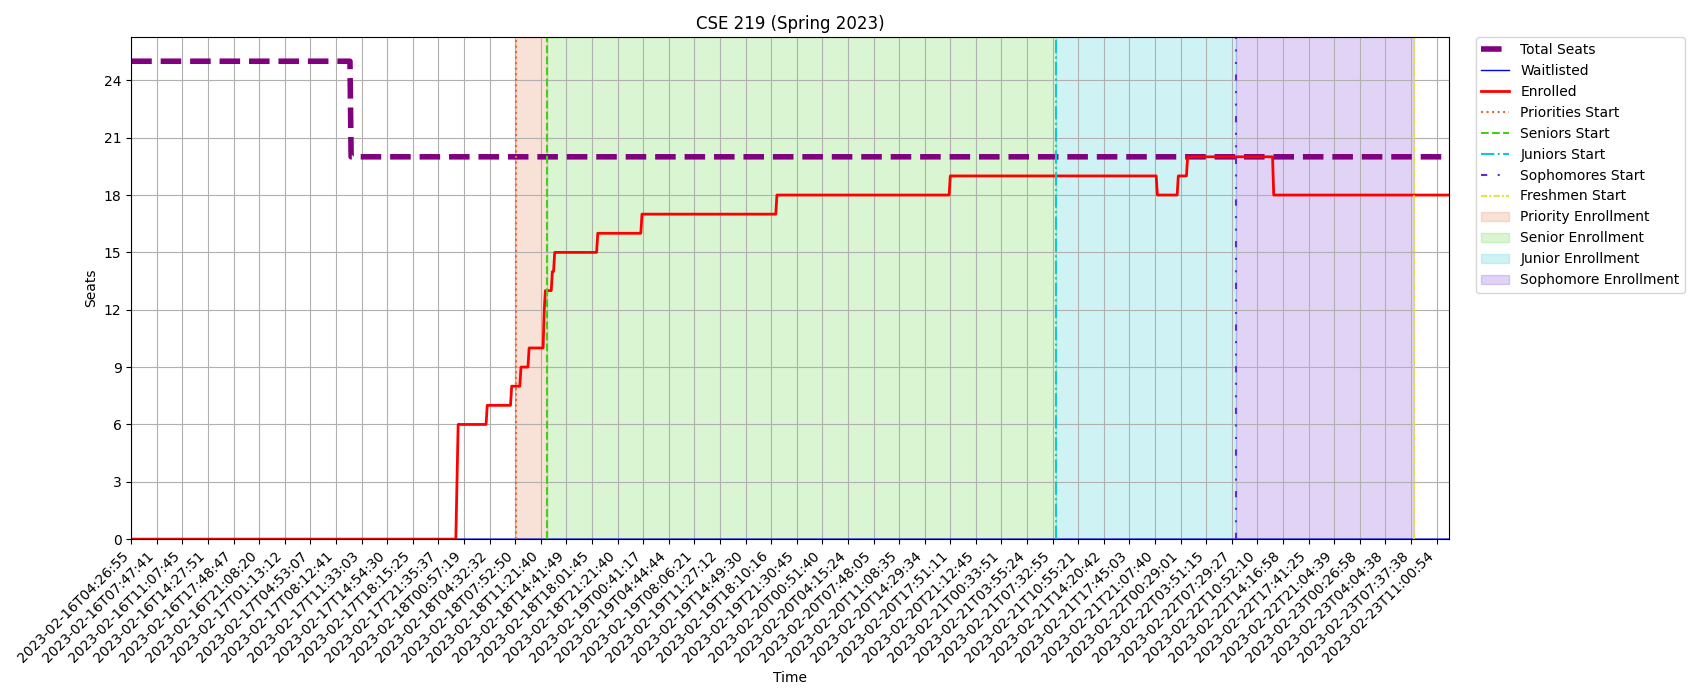 CSE 219 (Spring 2023)
Seats
24
21
18
15
12
9
6
3
0
2023-02-16T04:26:55
2023-02-16T07:47:41
2023-02-16T11:07:45
2023-02-16T14:27:51
2023-02-16T17:48:47
2023-02-16T21:08:20
2023-02-17T01:13:12
2023-02-17T04:53:07
2023-02-17T08:12:41
2023-02-17T11:33:03
2023-02-17T14:54:30
2023-02-17T18:15:25
2023-02-17T21:35:37
2023-02-18T00:57:19
2023-02-18T04:32:32
2023-02-18T07:52:50
2023-02-18T11:21:40
2023-02-18T14:41:49
2023-02-18T18:01:45
2023-02-18T21:21:40
2023-02-19T00:41:17
2023-02-19T04:44:44
2023-02-19T08:06:21
2023-02-19T11:27:12
2023-02-19T14:49:30
2023-02-19T18:10:16
2023-02-19T21:30:45
2023-02-20T00:51:40
2023-02-20T04:15:24
2023-02-20T07:48:05
2023-02-20T11:08:35
2023-02-20T14:29:34
2023-02-20T17:51:11
2023-02-20T21:12:45
2023-02-21T00:33:51
2023-02-21T03:55:24
2023-02-21T07:32:55
2023-02-21T10:55:21
2023-02-21T14:20:42
2023-02-21T17:45:03
2023-02-21T21:07:40
2023-02-22T00:29:01
2023-02-22T03:51:15
2023-02-22T07:29:27
2023-02-22T10:52:10
2023-02-22T14:16:58
2023-02-22T17:41:25
2023-02-22T21:04:39
2023-02-23T00:26:58
2023-02-23T04:04:38
2023-02-23T07:37:38
2023-02-23T11:00:54
Time
Total Seats
Waitlisted
Enrolled
Priorities Start
Seniors Start
Juniors Start
Sophomores Start
Freshmen Start
Priority Enrollment
Senior Enrollment
Junior Enrollment
Sophomore Enrollment